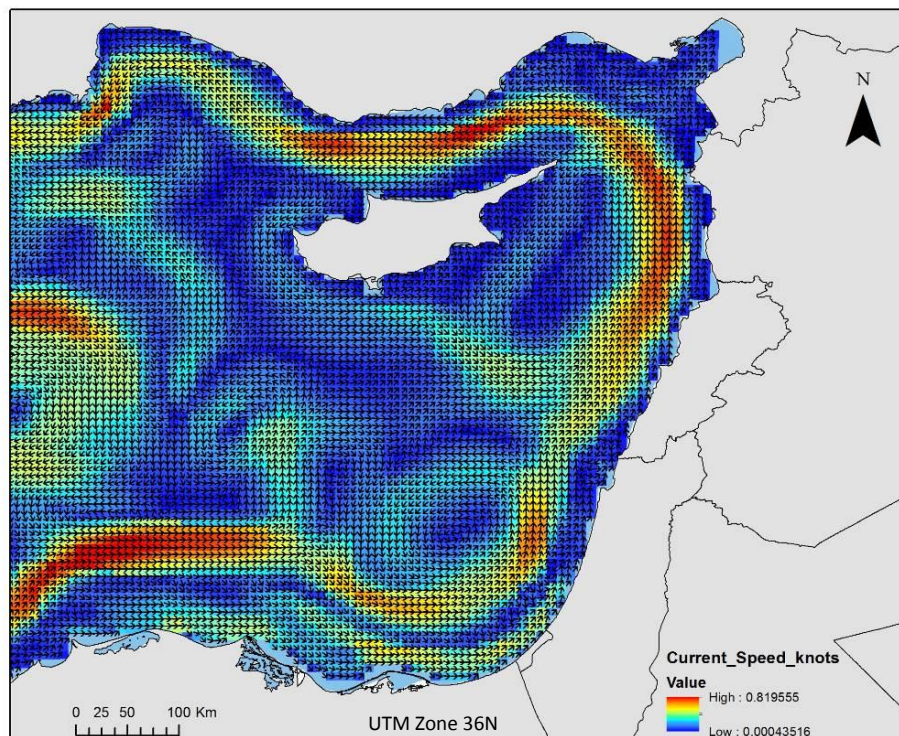 N
Current_Speed_knots
Value
High : 0.819555
Low : 0.00043516
0 25 50 100 Km
UTM Zone 36N